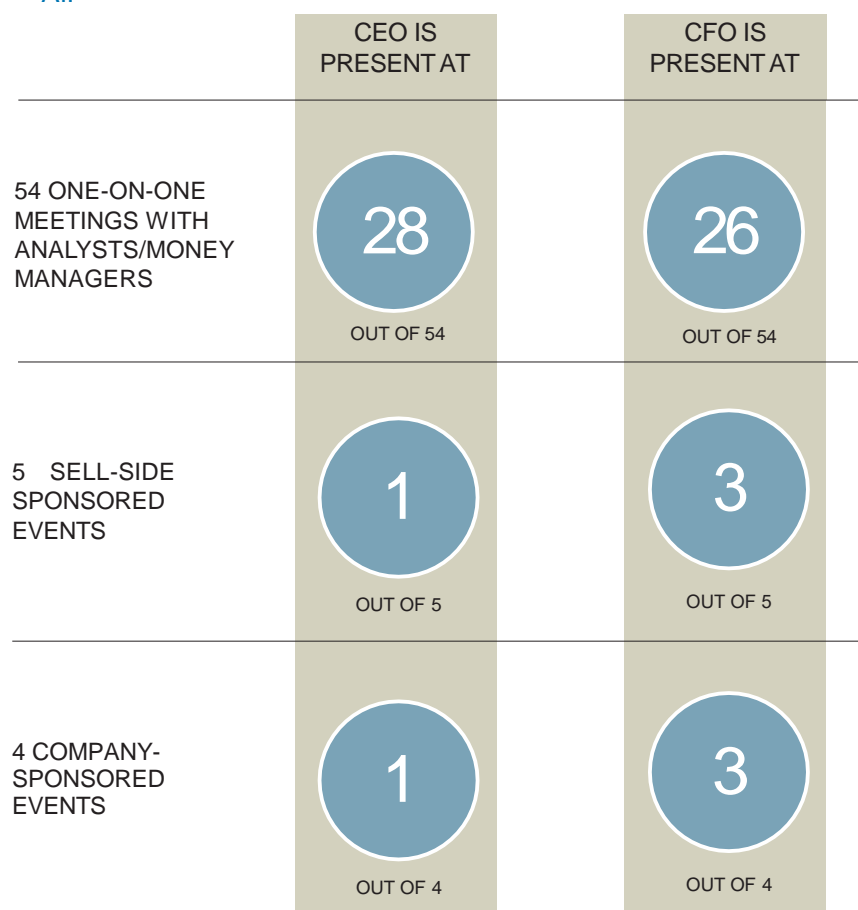 CEO IS
PRESENT AT
CFO IS
PRESENT AT
54 ONE-ON-ONE
MEETINGS WITH
ANALYSTS/MONEY
MANAGERS
28
OUT OF 54
26
OUT OF 54
5 SELL-SIDE
SPONSORED
EVENTS
1
OUT OF 5
3
OUT OF 5
4 COMPANY-
SPONSORED
EVENTS
1
OUT OF 4
3
OUT OF 4